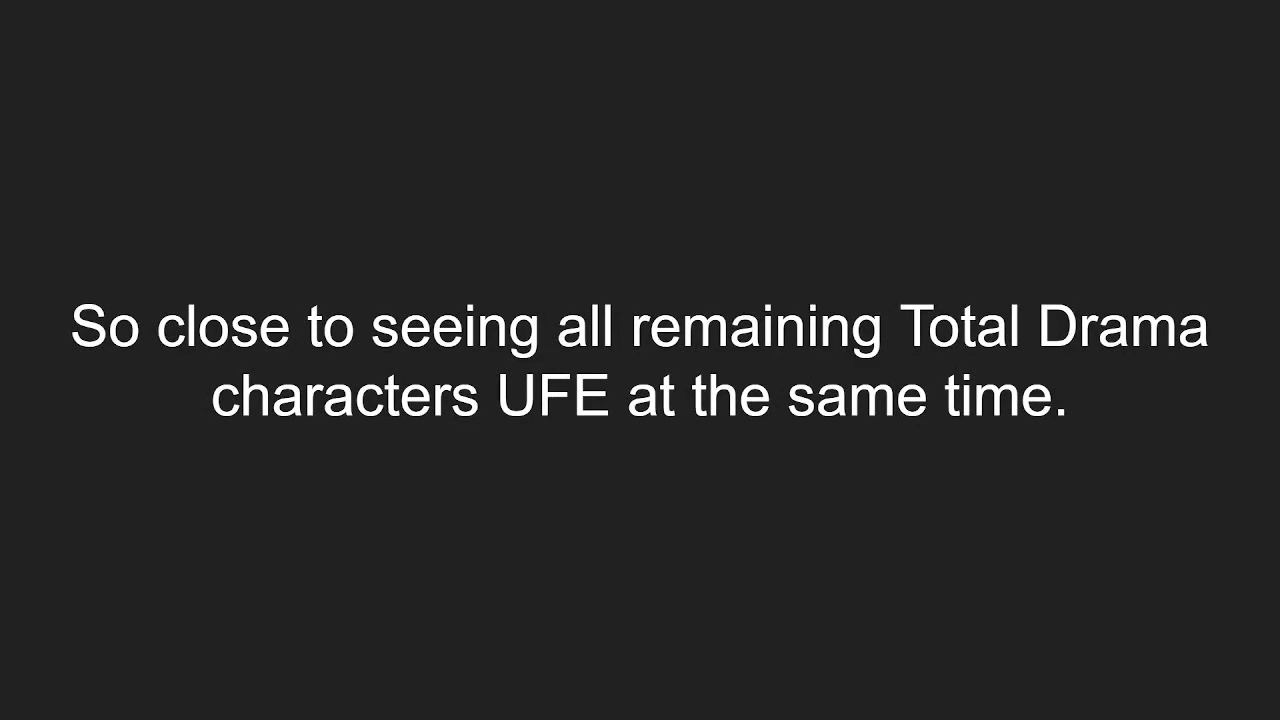 So close to seeing all remaining Total Drama
characters UFE at the same time.